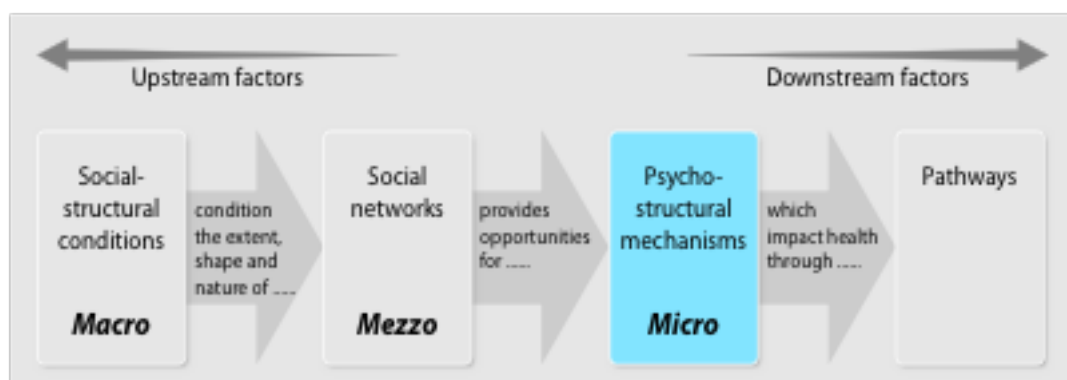 Upstream factors
Downstream factors
Social-
structural
conditions
Macro
condition
the extent,
shape and
nature of ......
Social
networks
Mezzo
provides
opportunities
for ......
Psycho-
structural
mechanisms
Micro
which
impact health
through ......
Pathways